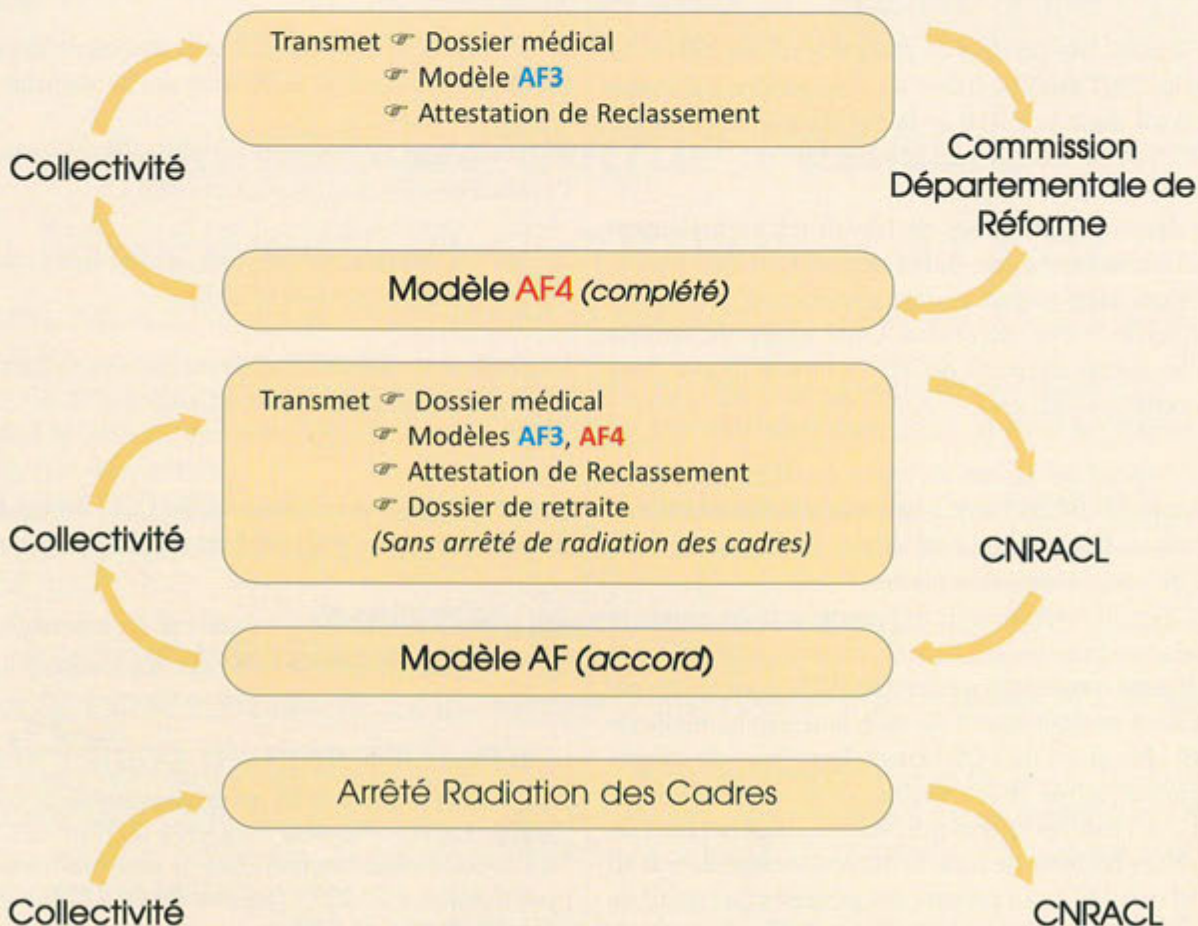 Transmet ☞ Dossier médical
☞ Modèle AF3
☞ Attestation de Reclassement
Collectivité
Commission
Départementale de
Réforme
Modèle AF4 (complété)
Transmet ☞ Dossier médical
☞ Modèles AF3, AF4
☞ Attestation de Reclassement
☞ Dossier de retraite
(Sans arrêté de radiation des cadres)
Collectivité
CNRACL
Modèle AF (accord)
Arrêté Radiation des Cadres
Collectivité
CNRACL